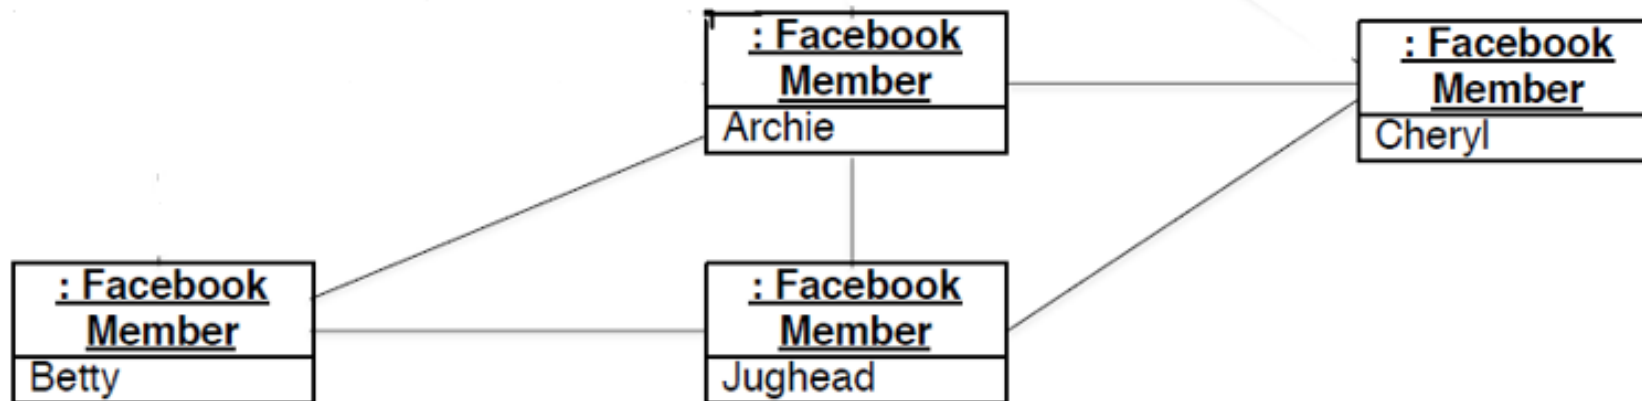 : Facebook
Member
Archie
: Facebook
Member
Cheryl
: Facebook
Member
Betty
: Facebook
Member
Jughead